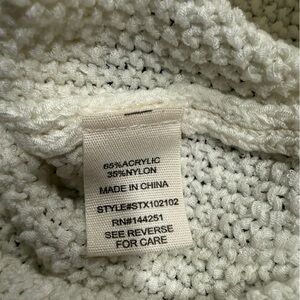 65%ACRYLIC
35%NYLON
MADE IN CHINA
STYLE#STX102102
RN#144251
SEE REVERSE
FOR CARE